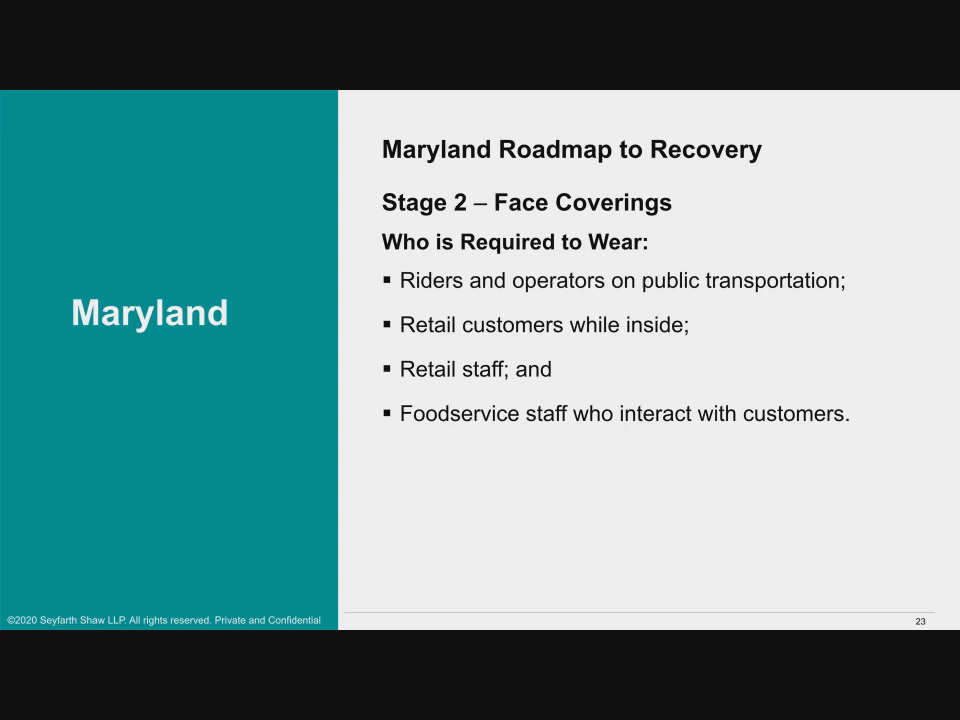 Maryland
Maryland Roadmap to Recovery
Stage 2 – Face Coverings
Who is Required to Wear:
▪ Riders and operators on public transportation;
▪ Retail customers while inside;
▪ Retail staff; and
▪ Foodservice staff who interact with customers.
©2020 Seyfarth Shaw LLP. All rights reserved. Private and Confidential
23